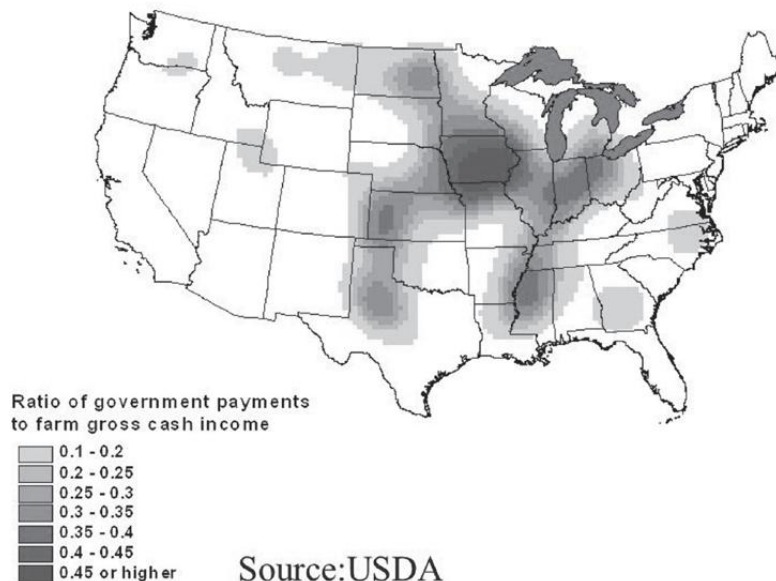 Ratio of government payments
to farm gross cash income
0.1 - 0.2
0.2 - 0.25
0.25 - 0.3
0.3 - 0.35
0.35 - 0.4
0.4 - 0.45
0.45 or higher
Source:USDA